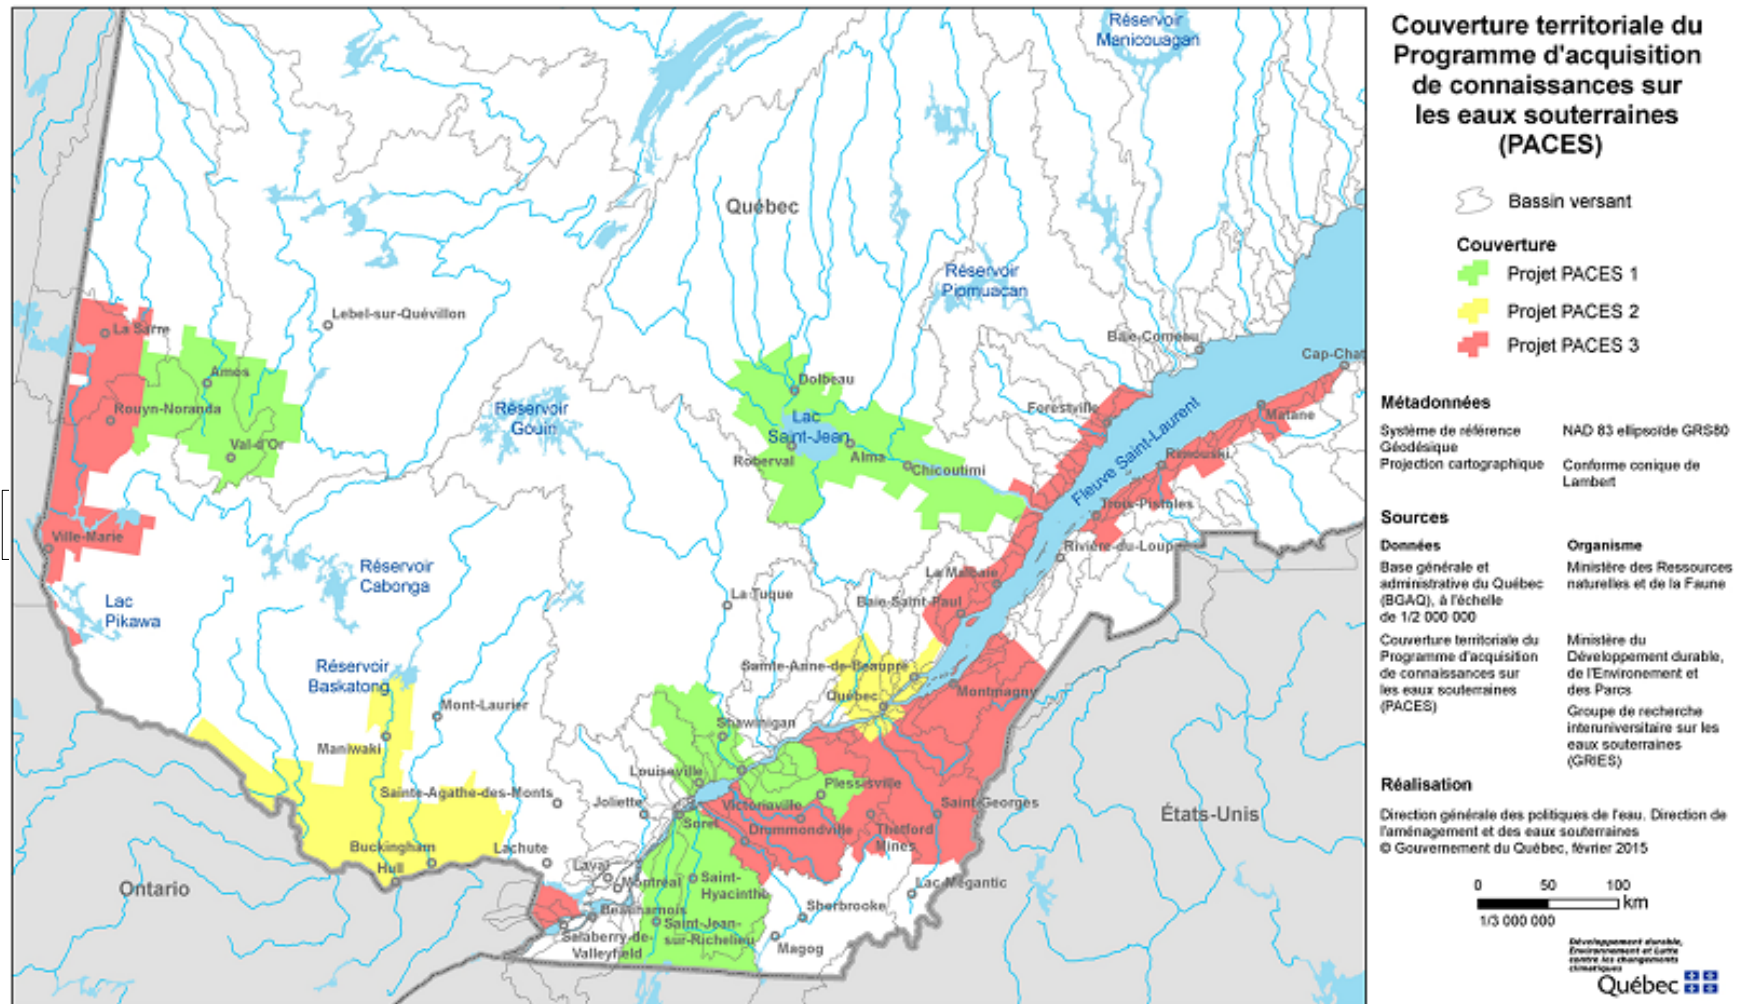 Couverture territoriale du
Programme d'acquisition
de connaissances sur
les eaux souterraines
(PACES)
Bassin versant
Couverture
Projet PACES 1
Projet PACES 2
Projet PACES 3
Métadonnées
Système de référence
Géodésique
NAD 83 ellipsoïde GRS80
Projection cartographique
Conforme conique de
Lambert
Sources
Données
Organisme
Base générale et
administrative du Québec
(BGAQ), à l'échelle
de 1/2 000 000
Ministère des Ressources
naturelles et de la Faune
Couverture territoriale du
Programme d'acquisition
de connaissances sur
les eaux souterraines
(PACES)
Ministère du
Développement durable,
de l'Environement et
des Parcs
Groupe de recherche
interuniversitaire sur les
eaux souterraines
(GRIES)
Réalisation
Direction générale des politiques de l'eau. Direction de
l'aménagement et des eaux souterraines
© Gouvernement du Québec, février 2015
0 50 100
km
1/3 000 000
Développement durable,
Environnement et Lutte
contre les changements
climatiques
Québec
Réservoir
Manicouagan
Québec
Réservoir
Pipmuacan
Lebel-sur-Quévillon
La Sarre
Amos
Rouyn-Noranda
Val-d'Or
Baie-Comeau
Cap-Chat
Dolbeau
Réservoir
Gouin
Lac
Saint-Jean
Roberval
Alma
Chicoutimi
Forestville
Matane
Fleuve Saint-Laurent
Rimouski
Trois-Pistoles
Ville-Marie
Rivière-du-Loup
Réservoir
Cabonga
Lac
Pikawa
La Malbaie
Baie-Saint-Paul
La Tuque
Réservoir
Baskatong
Sainte-Anne-de-Beaupré
Québec
Montmagny
Mont-Laurier
Shawinigan
Maniwaki
Louiseville
Plessisville
Sainte-Agathe-des-Monts
Joliette
Victoriaville
Saint-Georges
Sorel
Drummondville
Thetford
Mines
États-Unis
Buckingham
Lachute
Hull
Laval
Montréal
Saint-
Hyacinthe
Lac-Mégantic
Ontario
Beauharnois
Sherbrooke
Saint-Jean-
sur-Richelieu
Salaberry-de-
Valleyfield
Magog